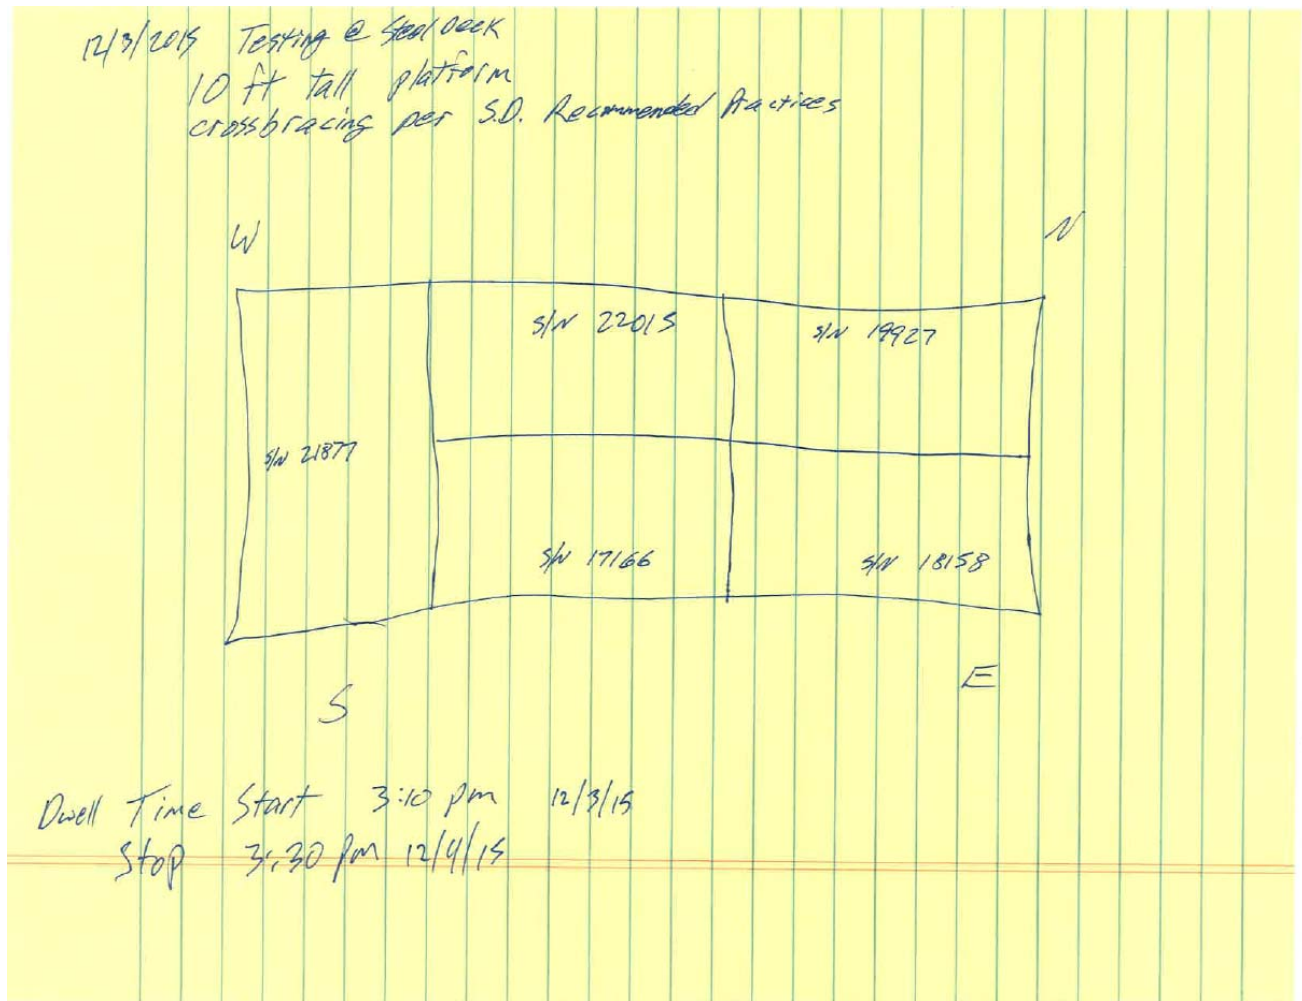 12/3/2015 Testing @ Steel Deck
10 ft tall platform
crossbracing per S.D. Recommended Practices
W
N
S/N 22015
S/N 19927
S/N 21877
S/N 17166
S/N 18158
E
S
Dwell Time Start 3:10 pm 12/3/15
Stop 3:30 pm 12/4/15